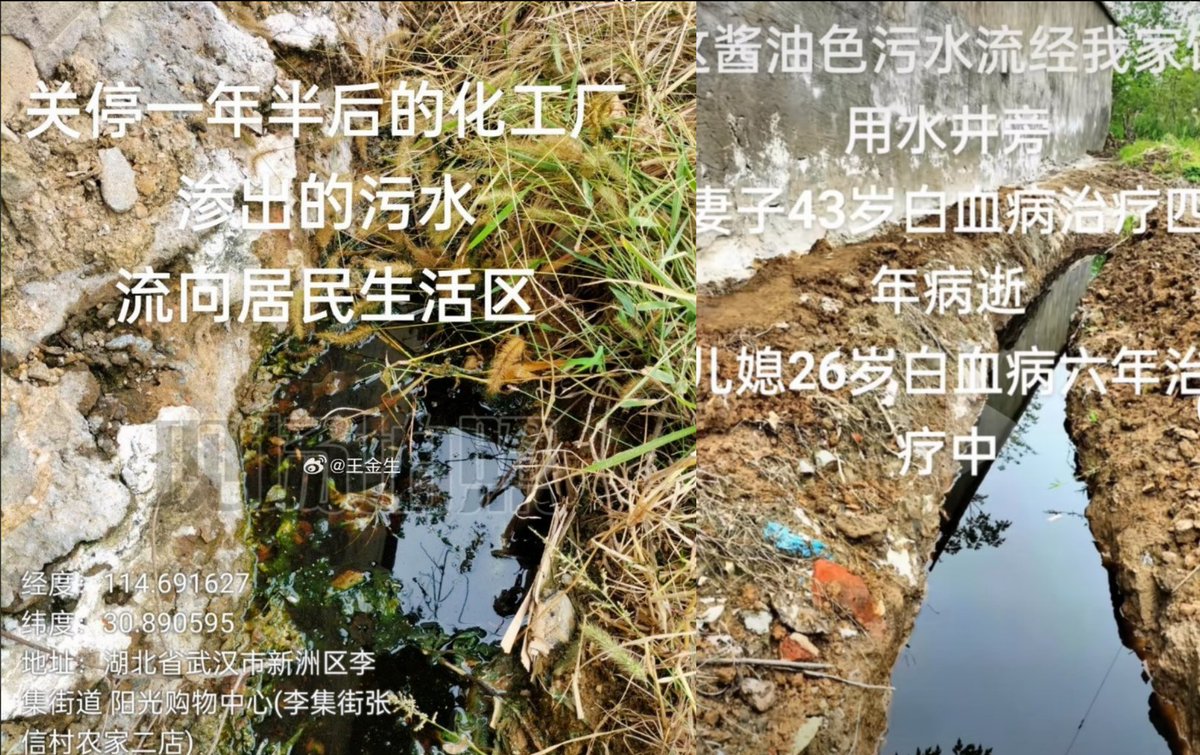 关停一年半后的化工厂
渗出的污水
流向居民生活区
@王金生
经度：114.691627
纬度：30.890595
地址：湖北省武汉市新洲区李
集街道 阳光购物中心(李集街张
信村农家二店)
酱油色污水流经我家
用水井旁
妻子43岁白血病治疗四
年病逝
儿媳26岁白血病六年治
疗中